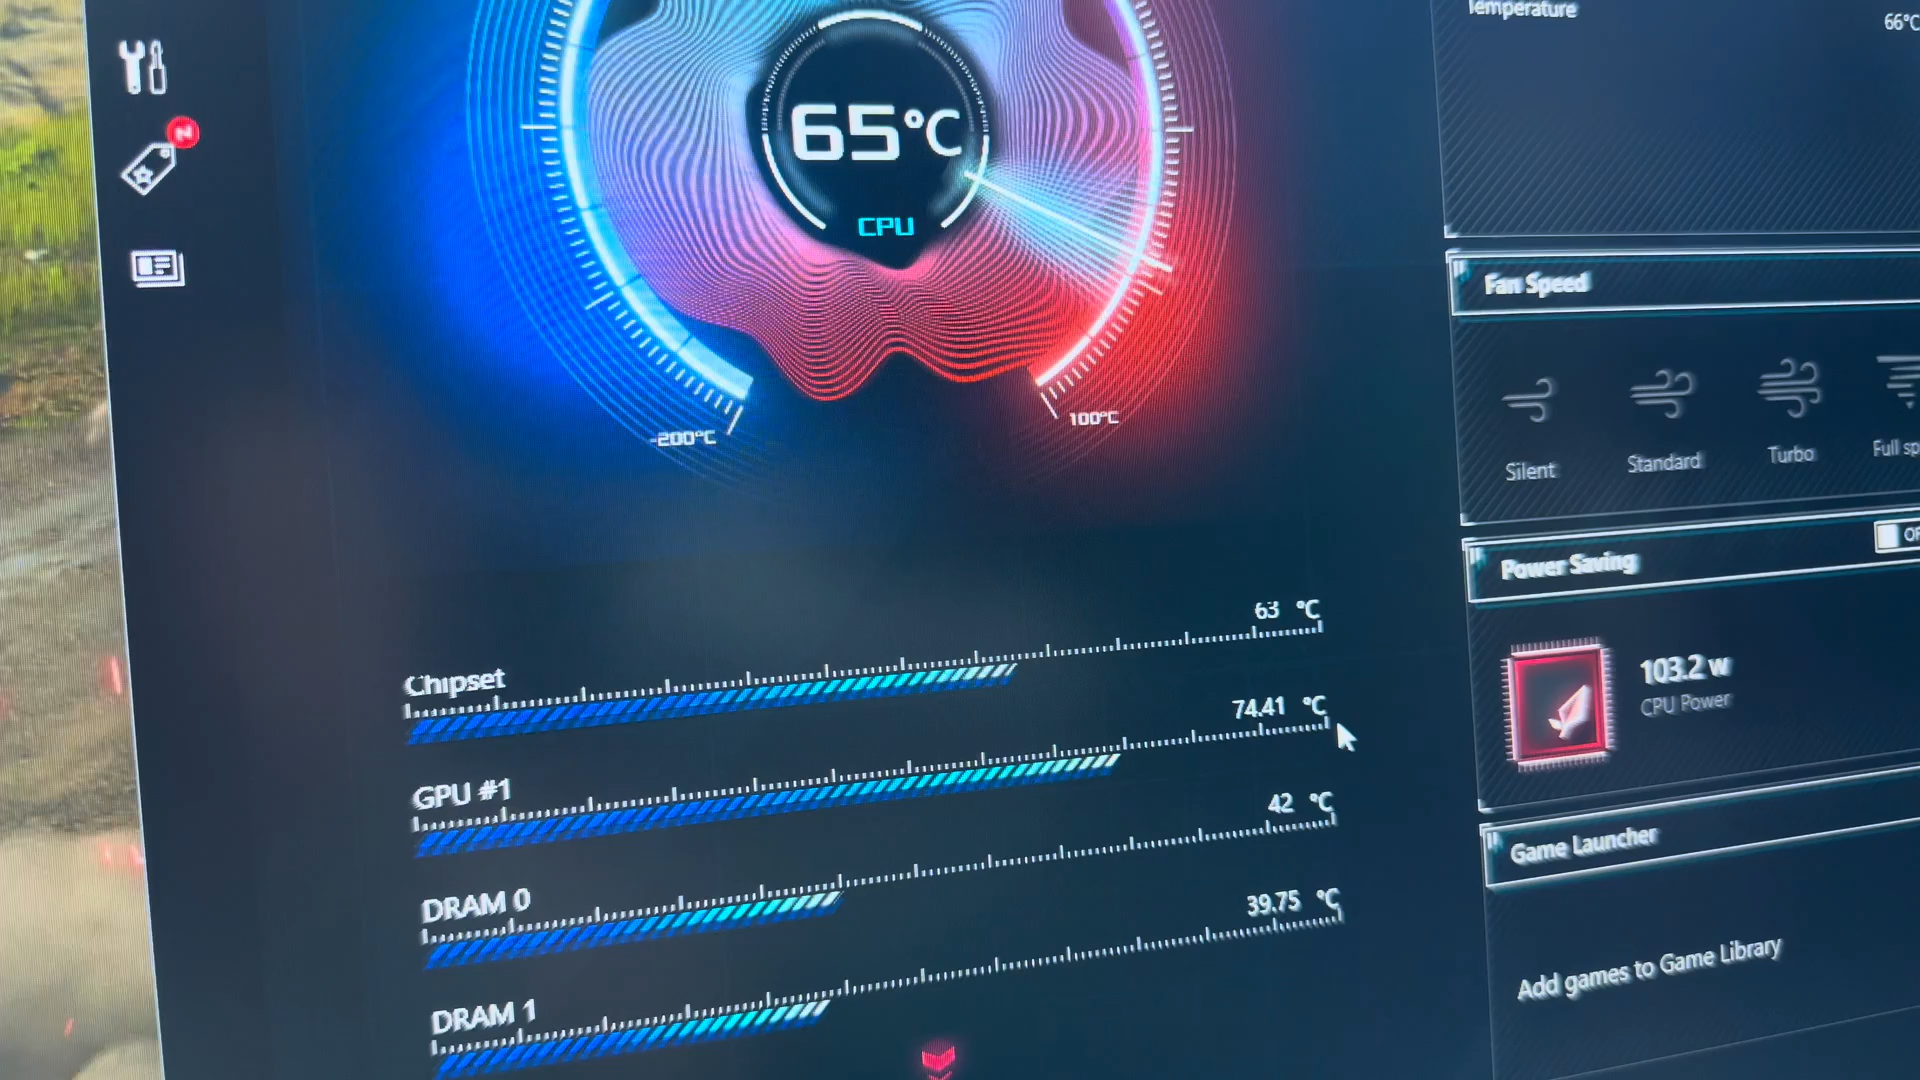 N
65°C
CPU
-200°C
100°C
Chipset
63 °C
GPU #1
74.41 °C
DRAM 0
42 °C
DRAM 1
39.75 °C
Temperature
66°C
Fan Speed
Silent
Standard
Turbo
Full
Power Saving
103.2 w
CPU Power
Game Launcher
Add games to Game Library